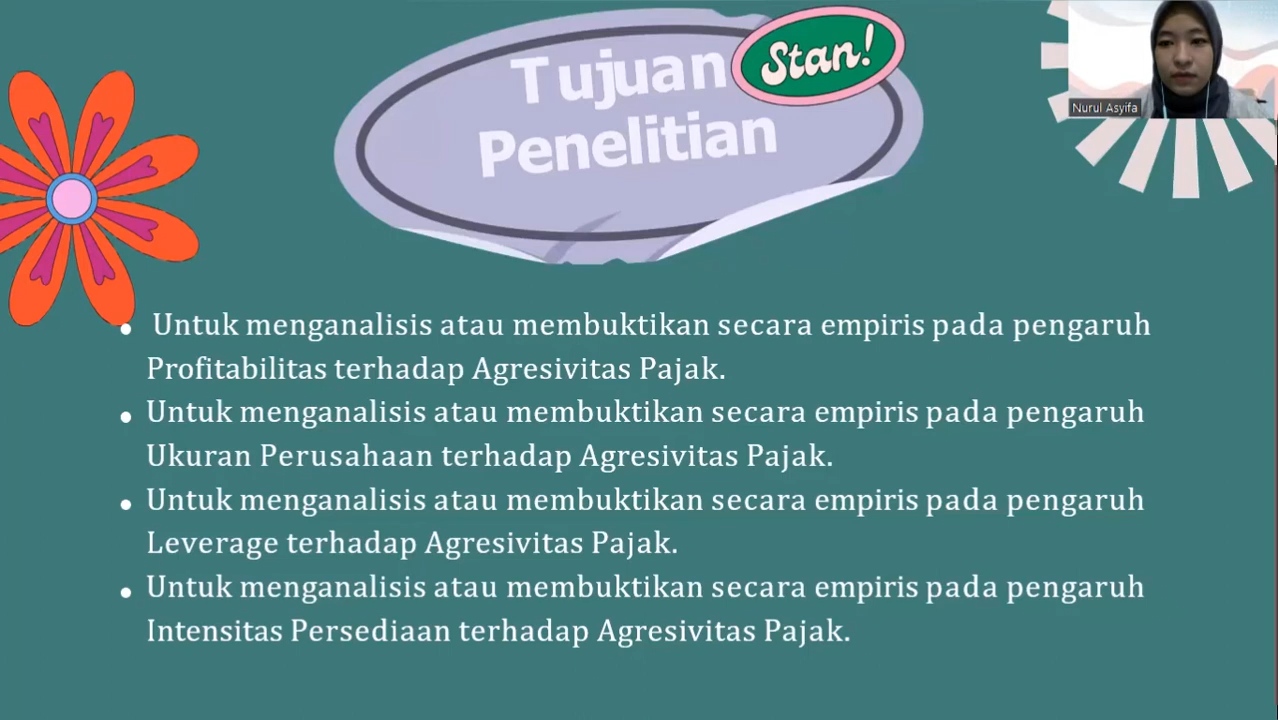 Tujuan
Stan!
Penelitian
Nurul Asyifa
• Untuk menganalisis atau membuktikan secara empiris pada pengaruh
Profitabilitas terhadap Agresivitas Pajak.
• Untuk menganalisis atau membuktikan secara empiris pada pengaruh
Ukuran Perusahaan terhadap Agresivitas Pajak.
• Untuk menganalisis atau membuktikan secara empiris pada pengaruh
Leverage terhadap Agresivitas Pajak.
• Untuk menganalisis atau membuktikan secara empiris pada pengaruh
Intensitas Persediaan terhadap Agresivitas Pajak.